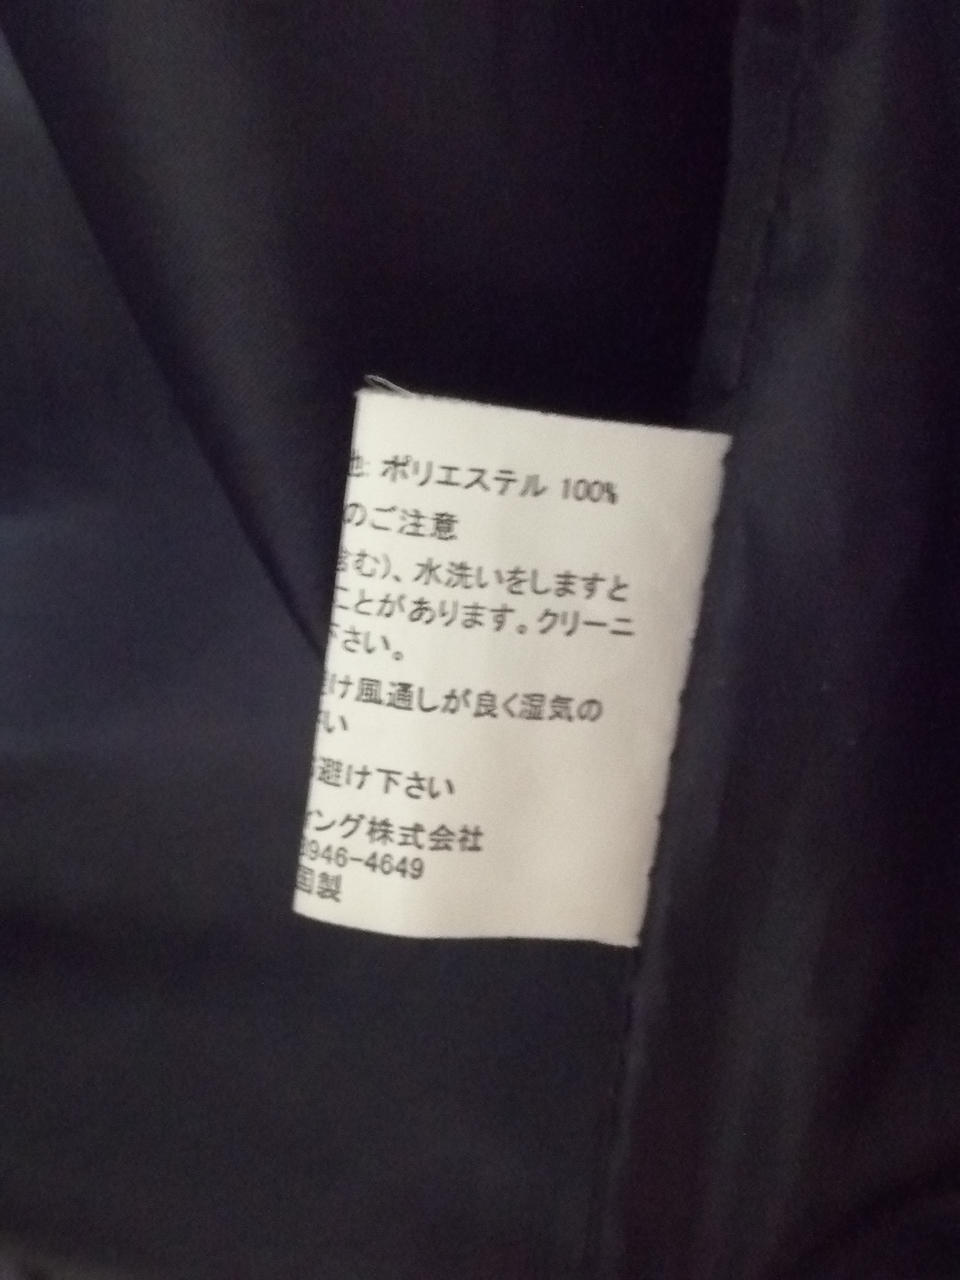 地: ポリエステル 100%
のご注意
含む)、水洗いをしますと
ことがあります。クリーニ
下さい。
け風通しが良く湿気の
さい
避け下さい
ング株式会社
946-4649
国製